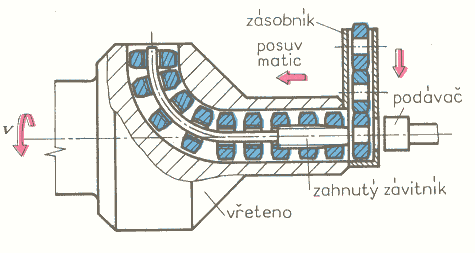 zásobník
posuv
matic
podávač
v
zahnutý závitník
vřeteno